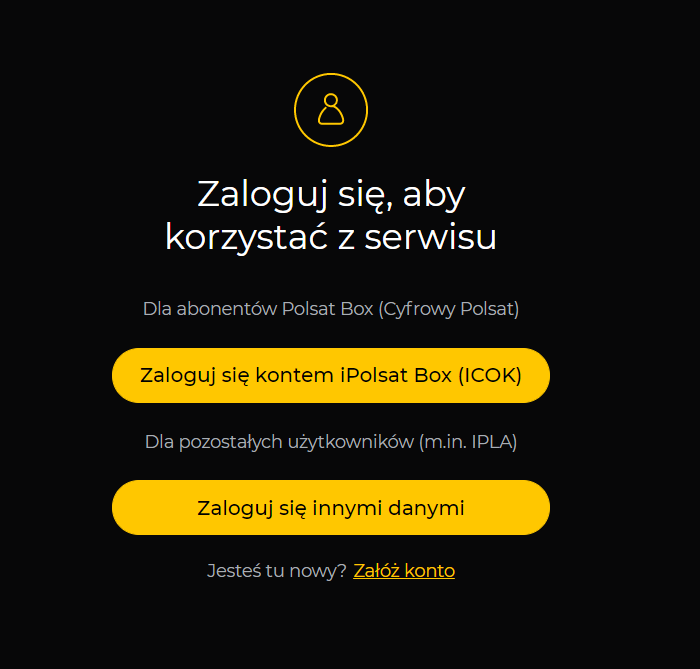 Zaloguj się, aby
korzystać z serwisu
Dla abonentów Polsat Box (Cyfrowy Polsat)
Zaloguj się kontem iPolsat Box (ICOK)
Dla pozostałych użytkowników (m.in. IPLA)
Zaloguj się innymi danymi
Jesteś tu nowy? Załóż konto